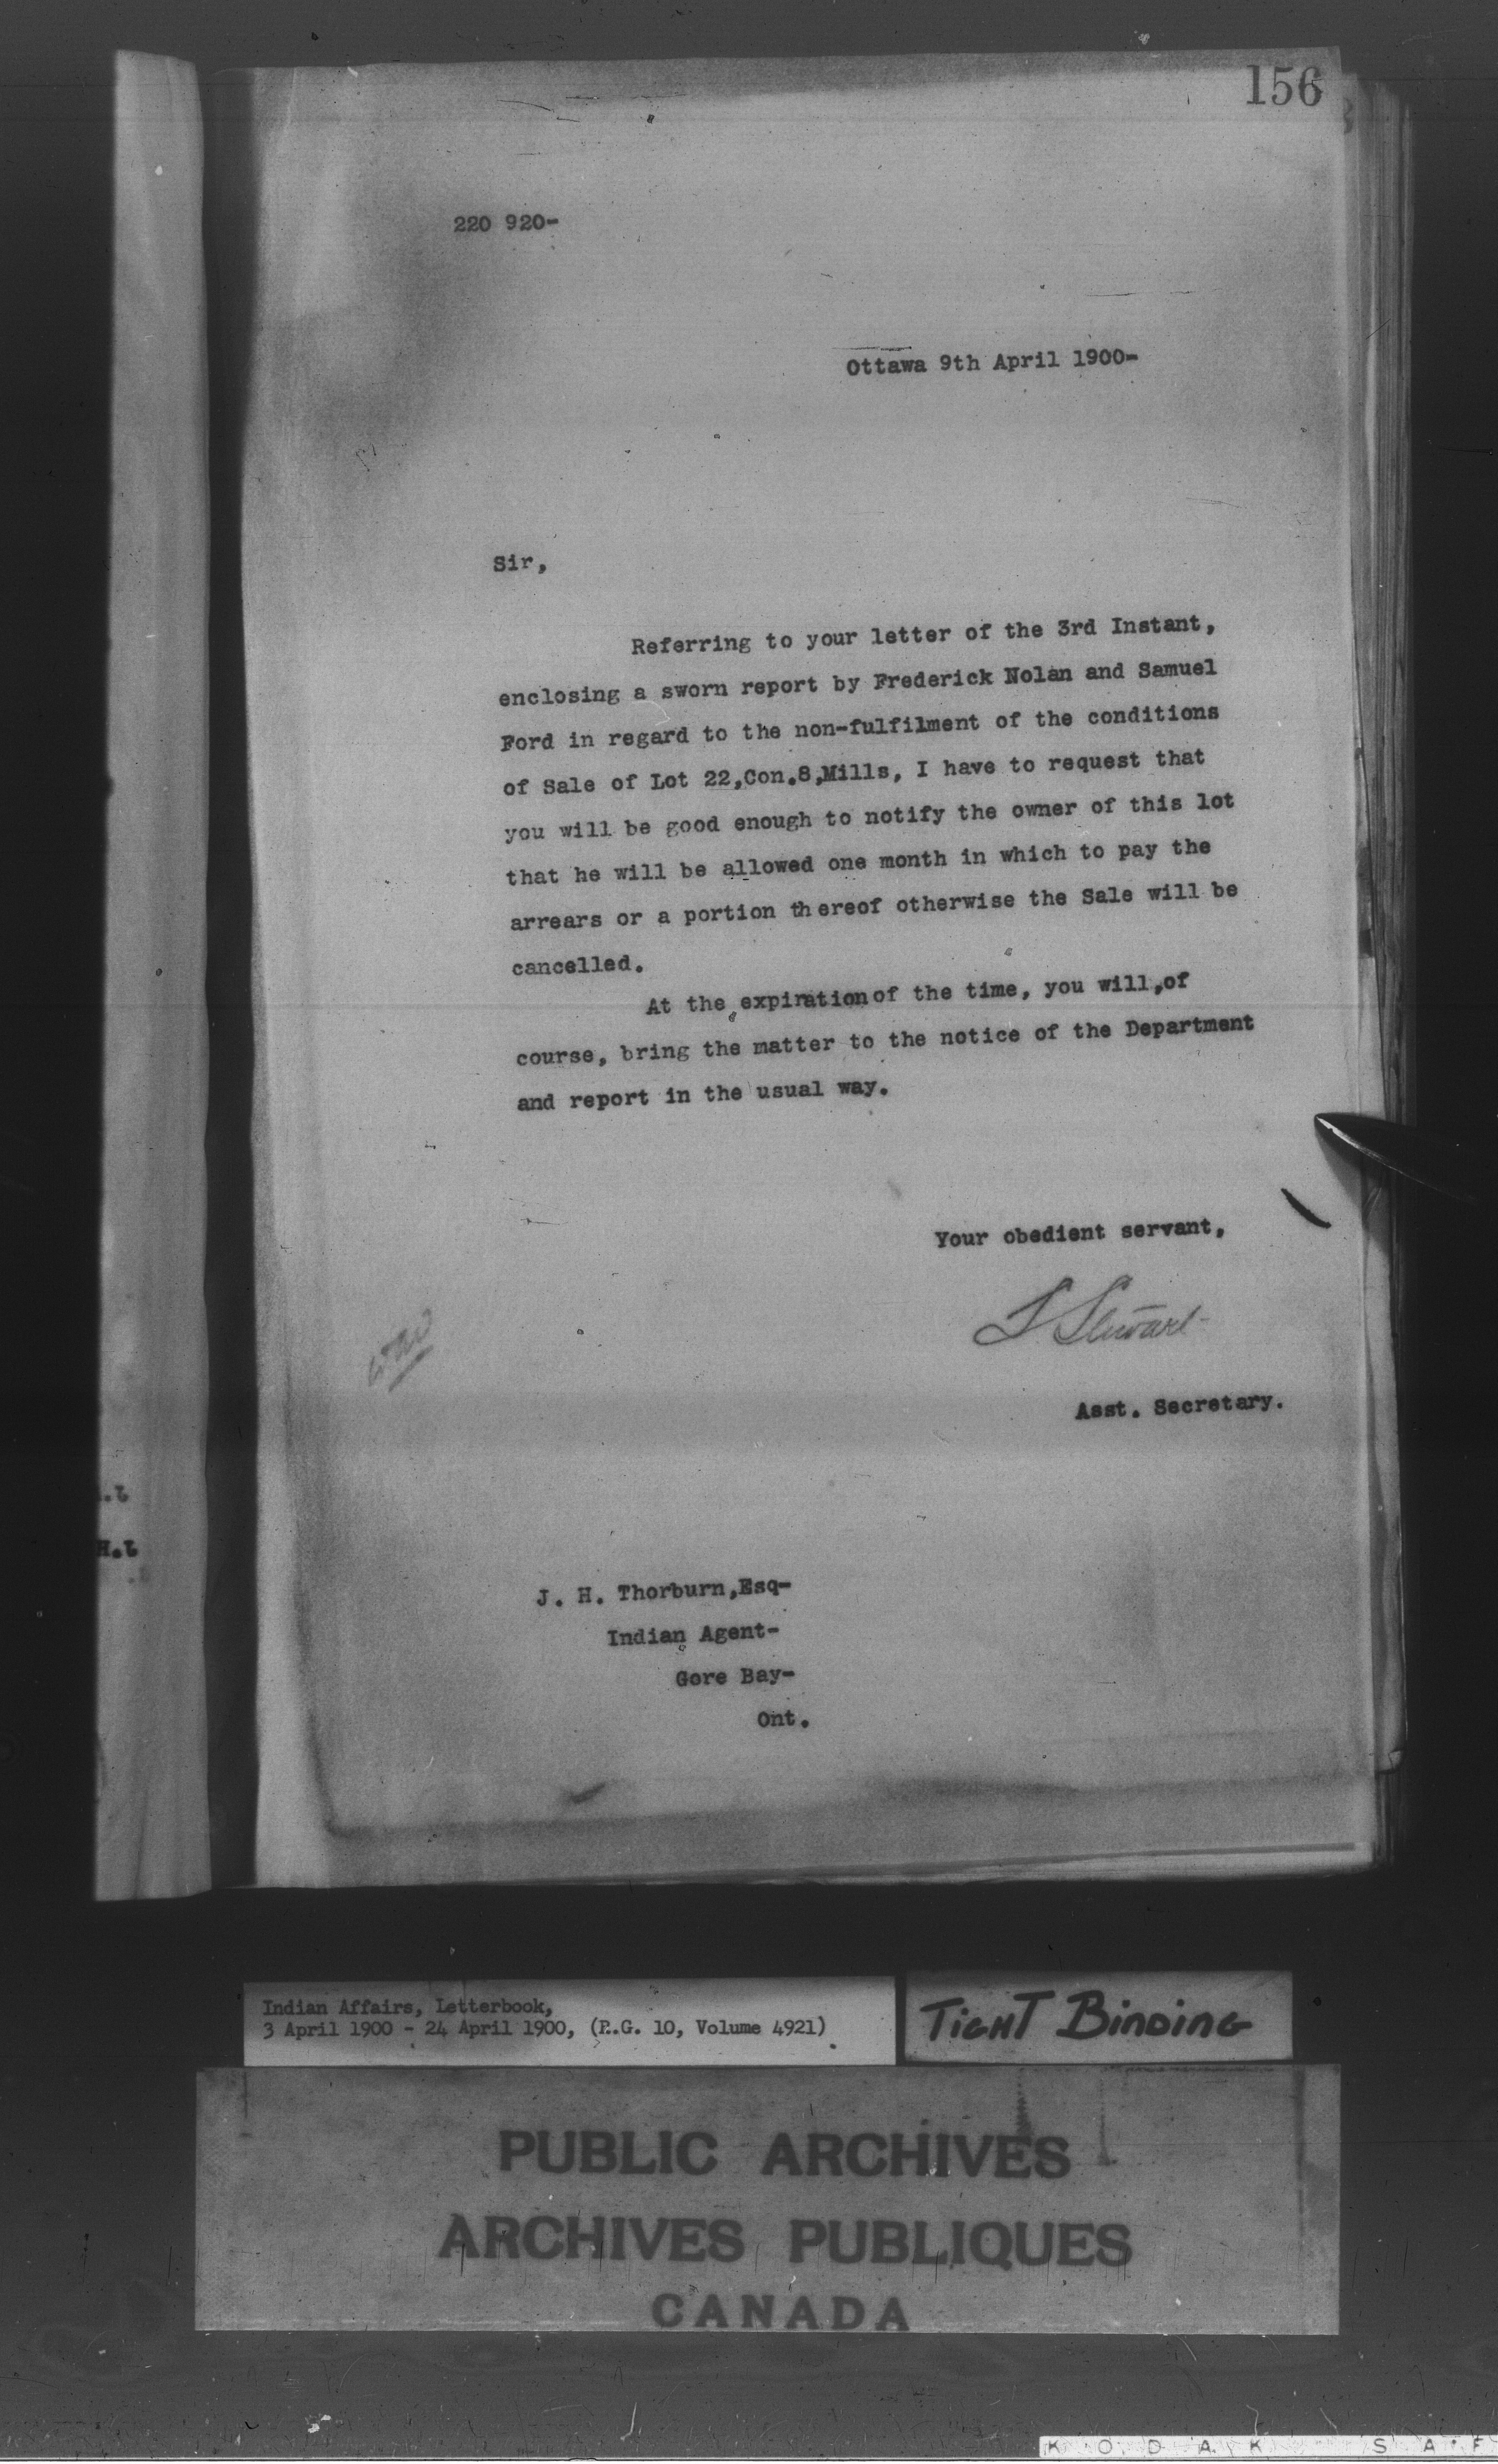 156
220 920-
Ottawa 9th April 1900-
Sir,
Referring to your letter of the 3rd Instant,
enclosing a sworn report by Frederick Nolan and Samuel
Ford in regard to the non-fulfilment of the conditions
of Sale of Lot 22,Con.8,Mills, I have to request that
you will be good enough to notify the owner of this lot
that he will be allowed one month in which to pay the
arrears or a portion thereof otherwise the Sale will be
cancelled.
At the expiration of the time, you will,of
course, bring the matter to the notice of the Department
and report in the usual way.
Your obedient servant,
S Stewart-
Asst. Secretary.
J. H. Thorburn,Esq-
Indian Agent-
Gore Bay-
Ont.
Indian Affairs, Letterbook,
3 April 1900 - 24 April 1900, (R.G. 10, Volume 4921)
TIGHT BINDING
PUBLIC ARCHIVES
ARCHIVES PUBLIQUES
CANADA
KODAK SAF